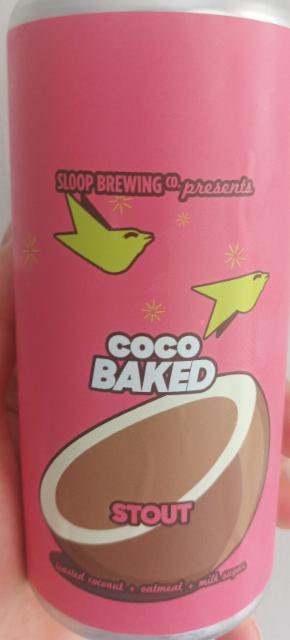 SLOOP BREWING CO. presents
COCO
BAKED
STOUT
toasted coconut + oatmeal + milk sugar